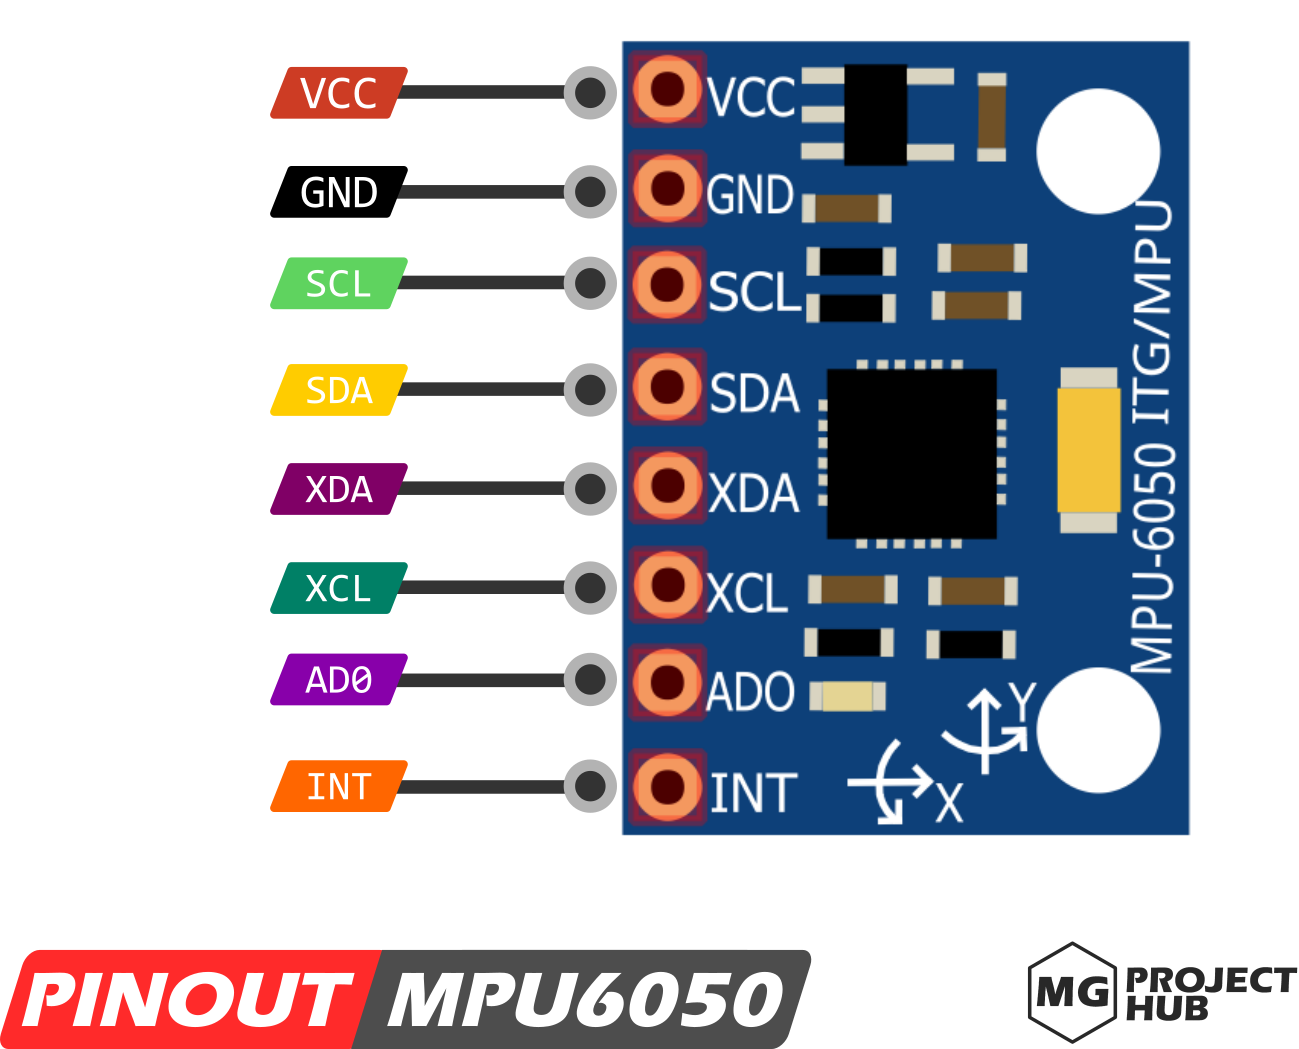 VCC
GND
SCL
SDA
XDA
XCL
AD0
INT
VCC
GND
SCL
SDA
XDA
XCL
ADO
INT
MPU-6050 ITG/MPU
Y
X
PINOUT MPU6050
MG PROJECT
HUB